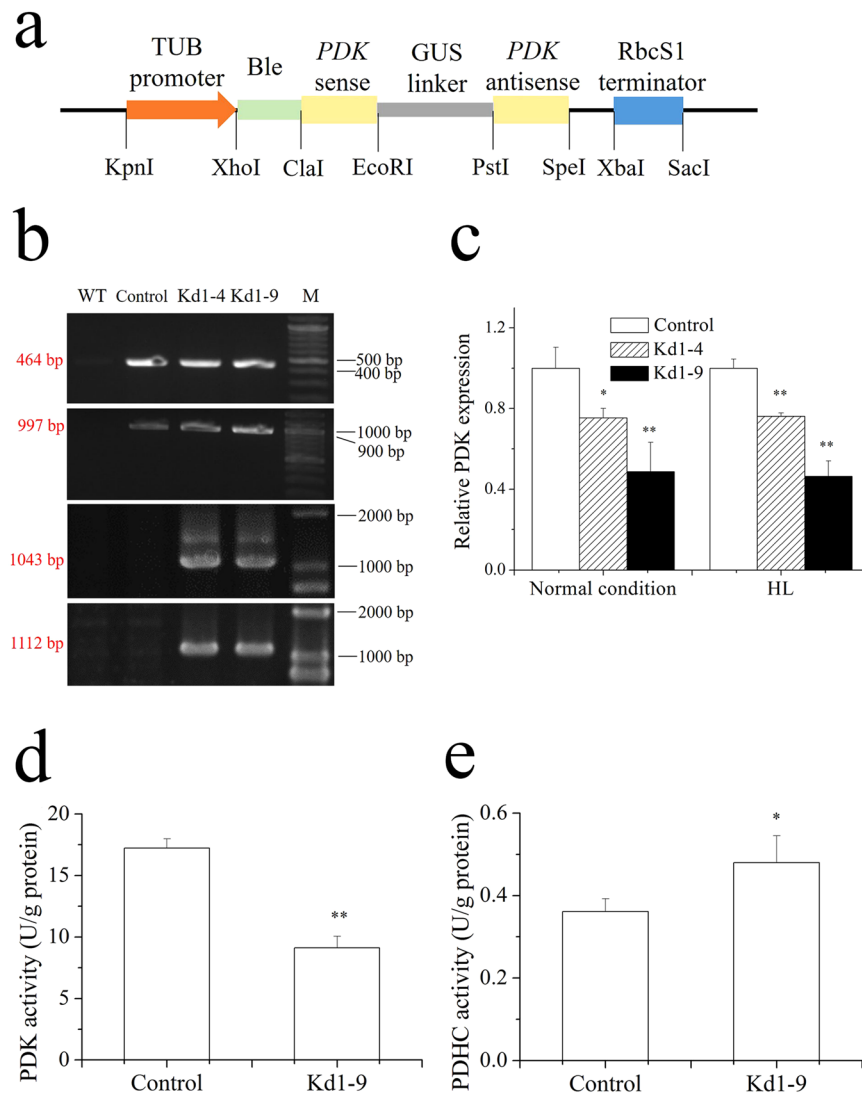 a
TUB promoter
Ble
PDK sense
GUS linker
PDK antisense
RbcS1 terminator
KpnI XhoI ClaI EcoRI PstI SpeI XbaI SacI
b
WT Control Kd1-4 Kd1-9 M
464 bp
500 bp
400 bp
997 bp
1000 bp
900 bp
1043 bp
2000 bp
1000 bp
1112 bp
2000 bp
1000 bp
c
Relative PDK expression
1.2
0.8
0.4
0.0
Control
Kd1-4
Kd1-9
*
**
**
**
Normal condition
HL
d
PDK activity (U/g protein)
20
15
10
5
0
**
Control
Kd1-9
e
PDHC activity (U/g protein)
0.6
0.4
0.2
0.0
*
Control
Kd1-9